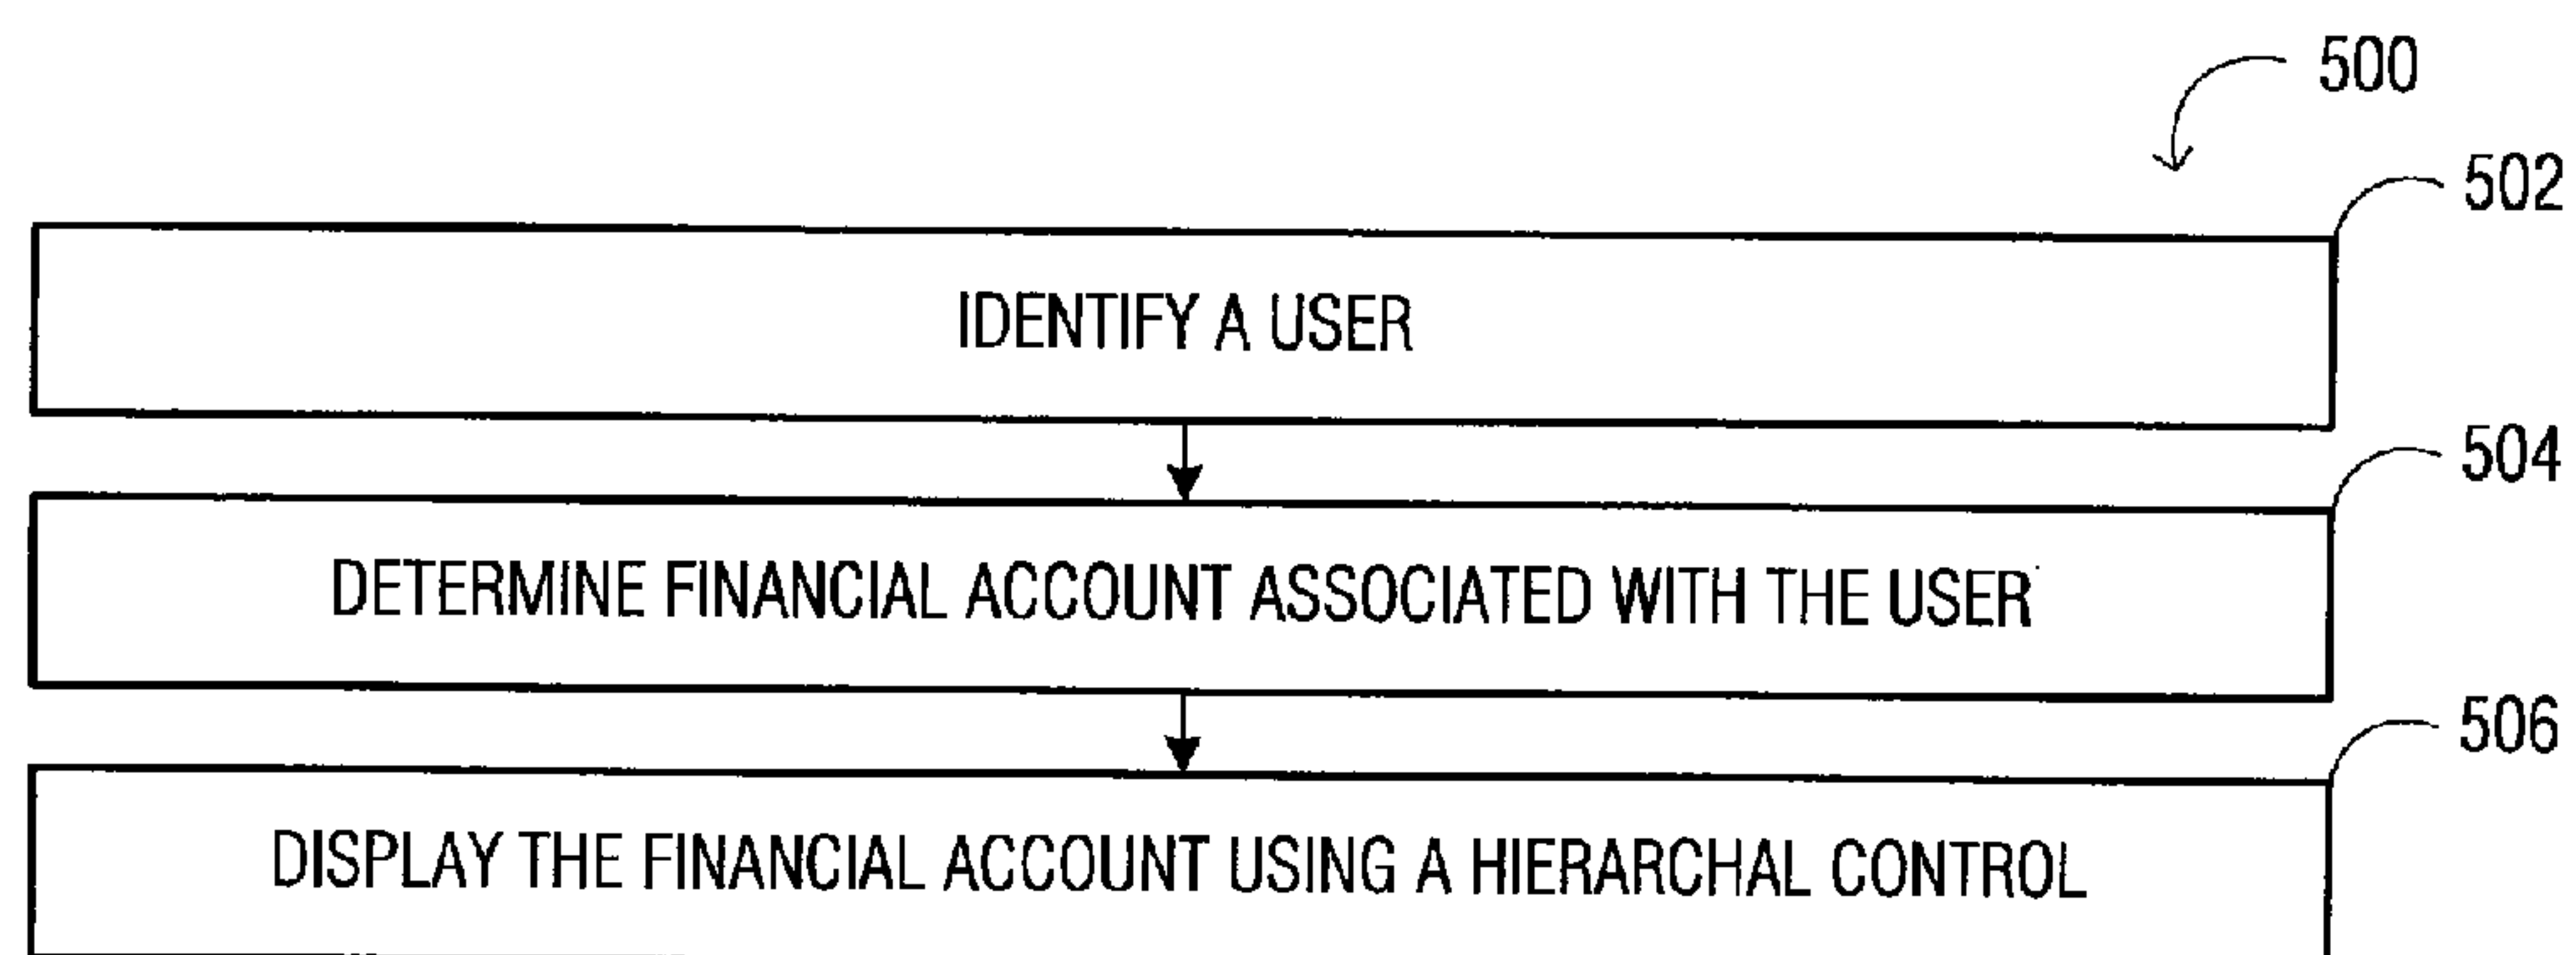 500
502
IDENTIFY A USER
504
DETERMINE FINANCIAL ACCOUNT ASSOCIATED WITH THE USER
506
DISPLAY THE FINANCIAL ACCOUNT USING A HIERARCHAL CONTROL